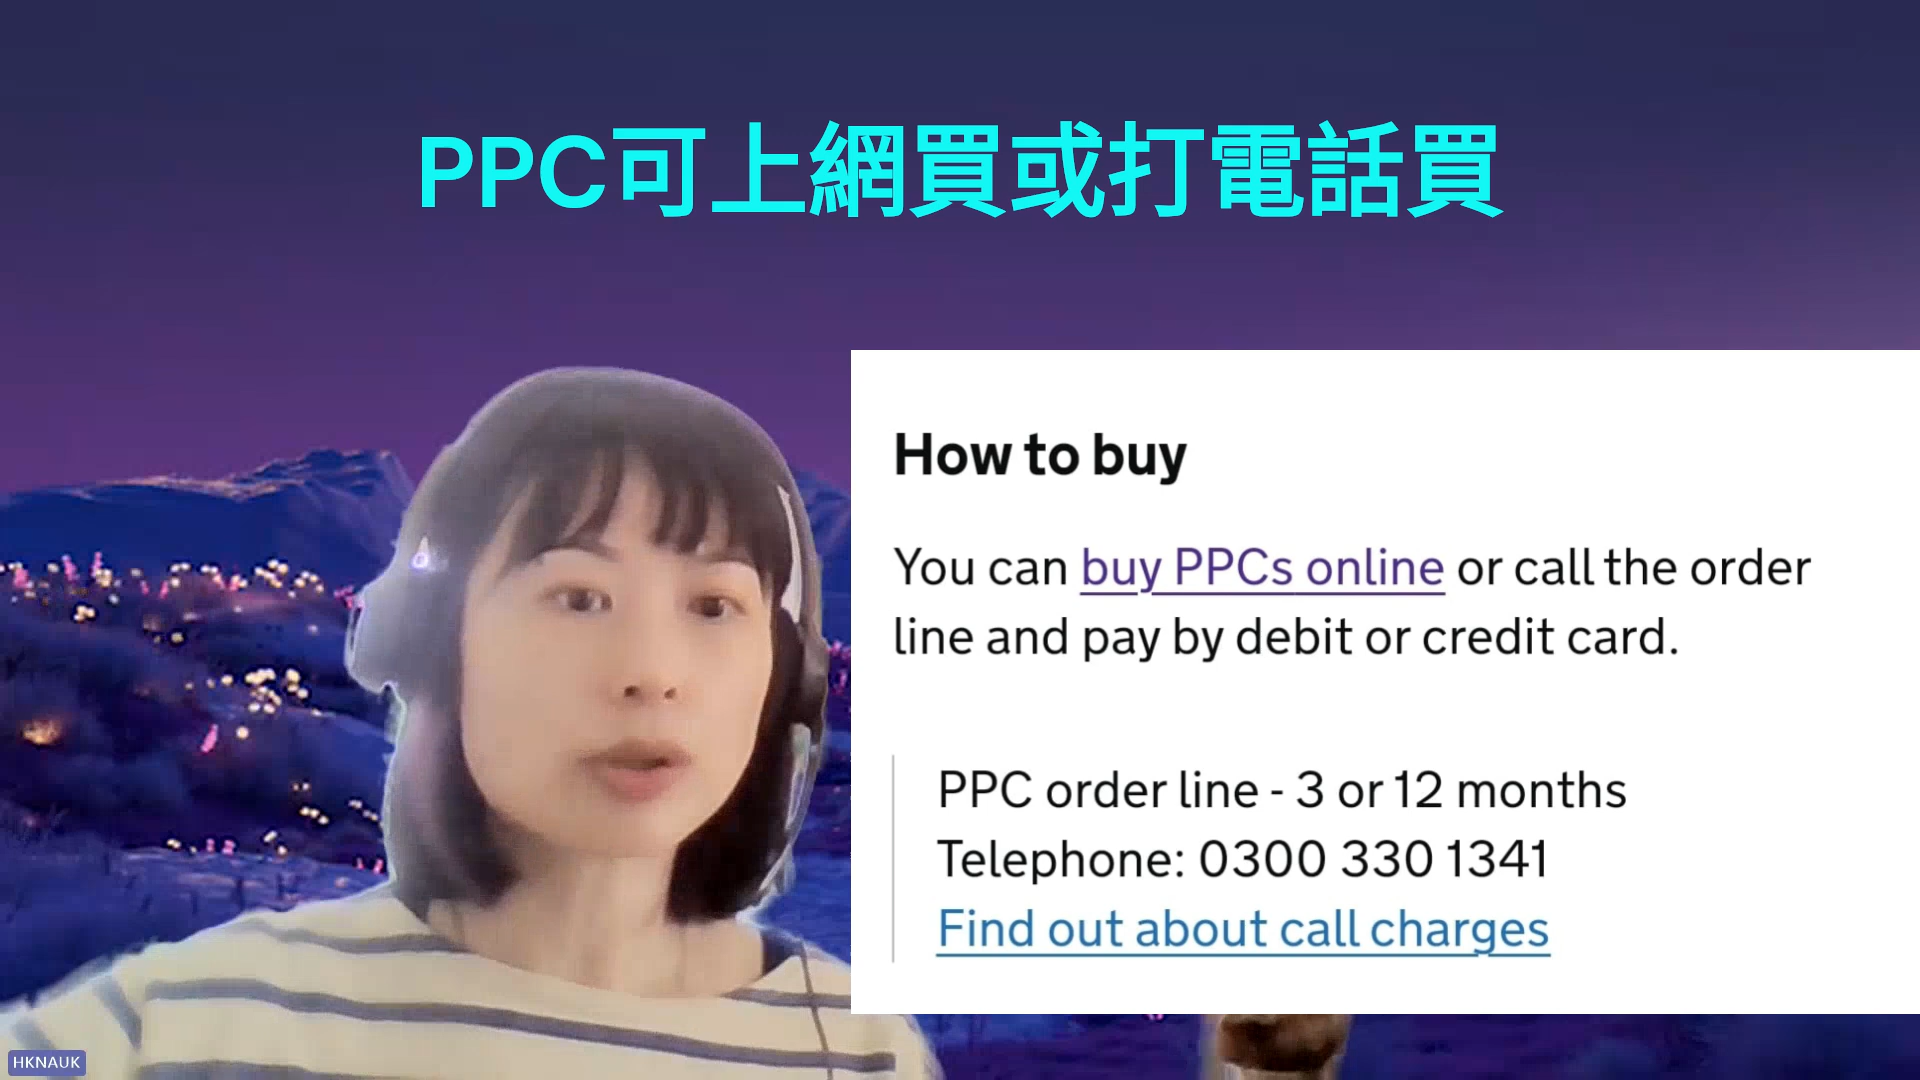 PPC可上網買或打電話買
How to buy
You can buy PPCs online or call the order
line and pay by debit or credit card.
PPC order line - 3 or 12 months
Telephone: 0300 330 1341
Find out about call charges
HKNAUK